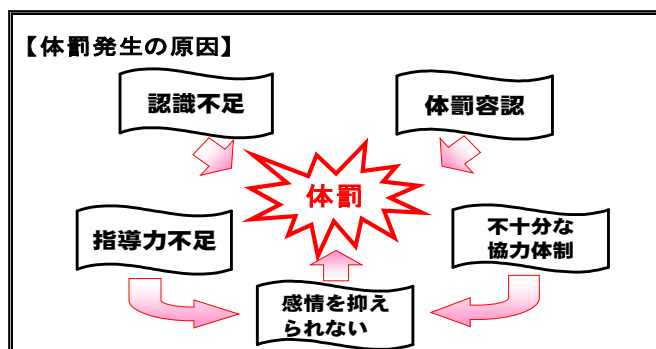 【体罰発生の原因】
認識不足
体罰容認
体罰
指導力不足
不十分な
協力体制
感情を抑え
られない